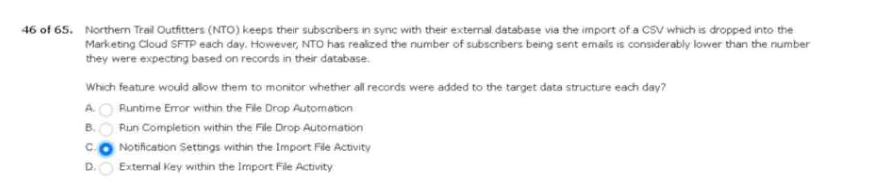 46 of 65. Northern Trail Outfitters (NTO) keeps their subscribers in sync with their external database via the import of a CSV which is dropped into the
Marketing Cloud SFTP each day. However, NTO has realized the number of subscribers being sent emails is considerably lower than the number
they were expecting based on records in their database.
Which feature would allow them to monitor whether all records were added to the target data structure each day?
A. Runtime Error within the File Drop Automation
B. Run Completion within the File Drop Automation
C. Notification Settings within the Import File Activity
D. External Key within the Import File Activity